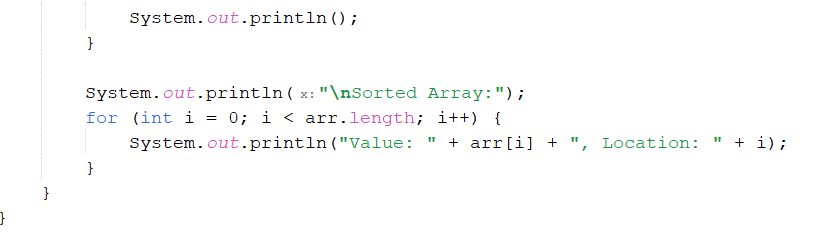 System.out.println();
}
System.out.println( x: "\nSorted Array:");
for (int i = 0; i < arr.length; i++) {
System.out.println("Value: " + arr[i] + ", Location: " + i);
}
}
}